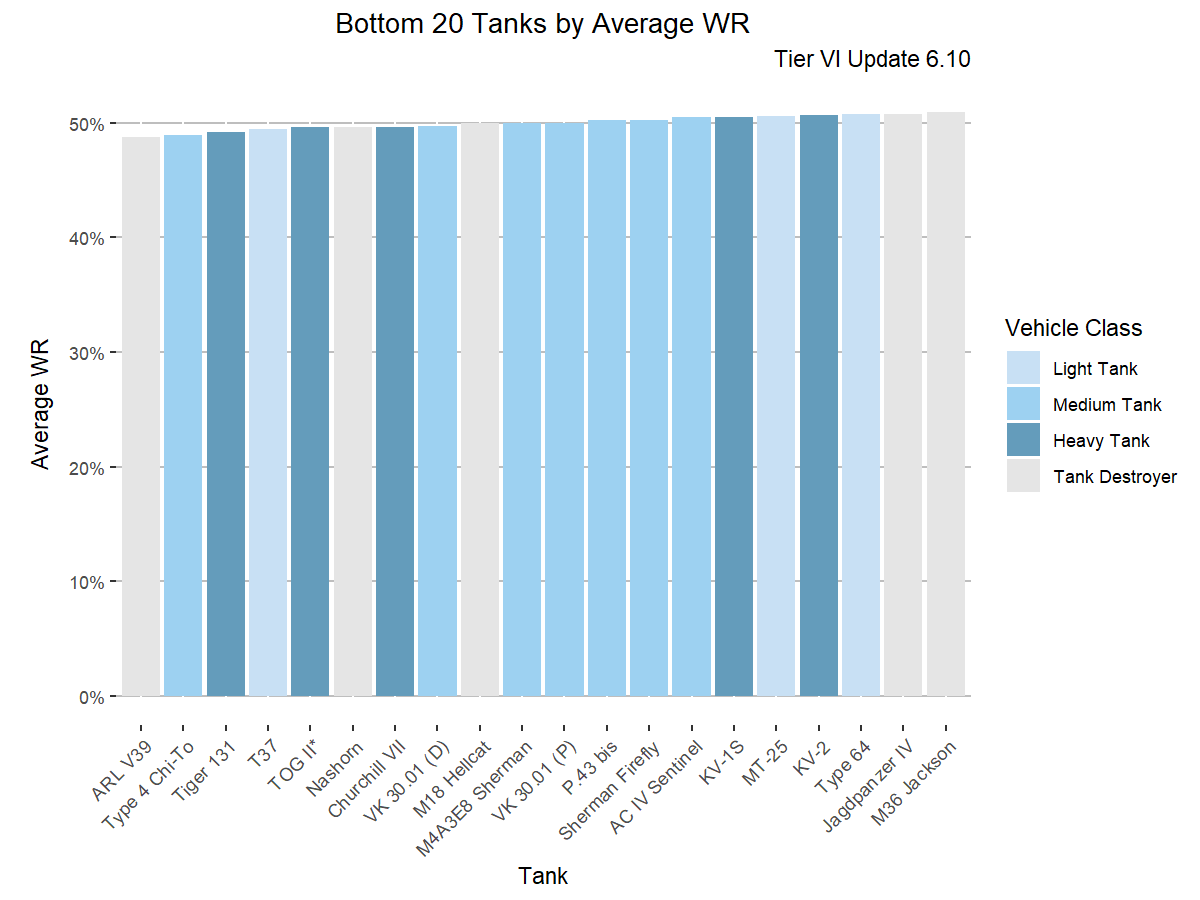 Bottom 20 Tanks by Average WR
Tier VI Update 6.10
Average WR
50%
40%
30%
20%
10%
0%
ARL V39
Type 4 Chi-To
Tiger 131
T37
TOG II*
Nashorn
Churchill VII
VK 30.01 (D)
M18 Hellcat
M4A3E8 Sherman
VK 30.01 (P)
P.43 bis
Sherman Firefly
AC IV Sentinel
KV-1S
MT-25
KV-2
Type 64
Jagdpanzer IV
M36 Jackson
Tank
Vehicle Class
Light Tank
Medium Tank
Heavy Tank
Tank Destroyer